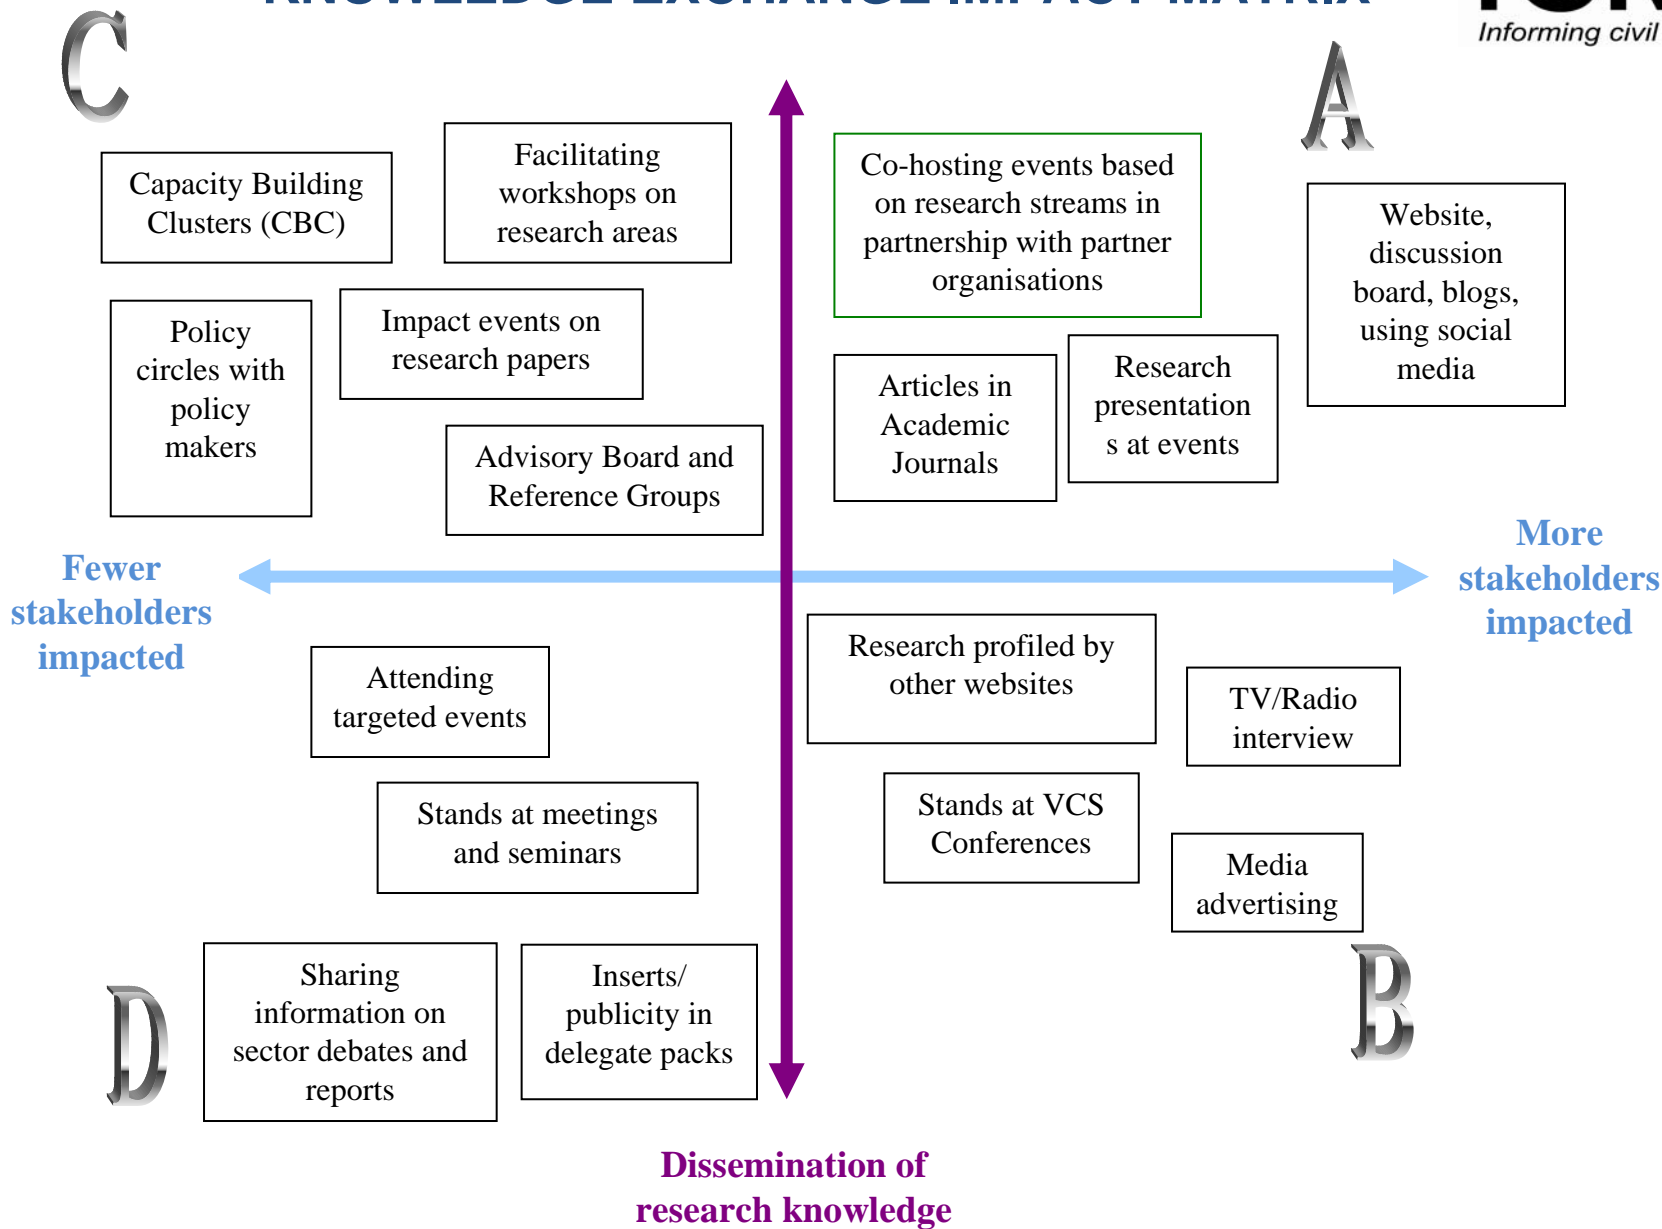 KNOWLEDGE EXCHANGE IMPACT MATRIX
Informing civil
C
A
Capacity Building
Clusters (CBC)
Facilitating
workshops on
research areas
Co-hosting events based
on research streams in
partnership with partner
organisations
Website,
discussion
board, blogs,
using social
media
Policy
circles with
policy
makers
Impact events on
research papers
Articles in
Academic
Journals
Research
presentation
s at events
Advisory Board and
Reference Groups
Fewer
stakeholders
impacted
More
stakeholders
impacted
Attending
targeted events
Research profiled by
other websites
TV/Radio
interview
Stands at meetings
and seminars
Stands at VCS
Conferences
Media
advertising
D
Sharing
information on
sector debates and
reports
Inserts/
publicity in
delegate packs
B
Dissemination of
research knowledge